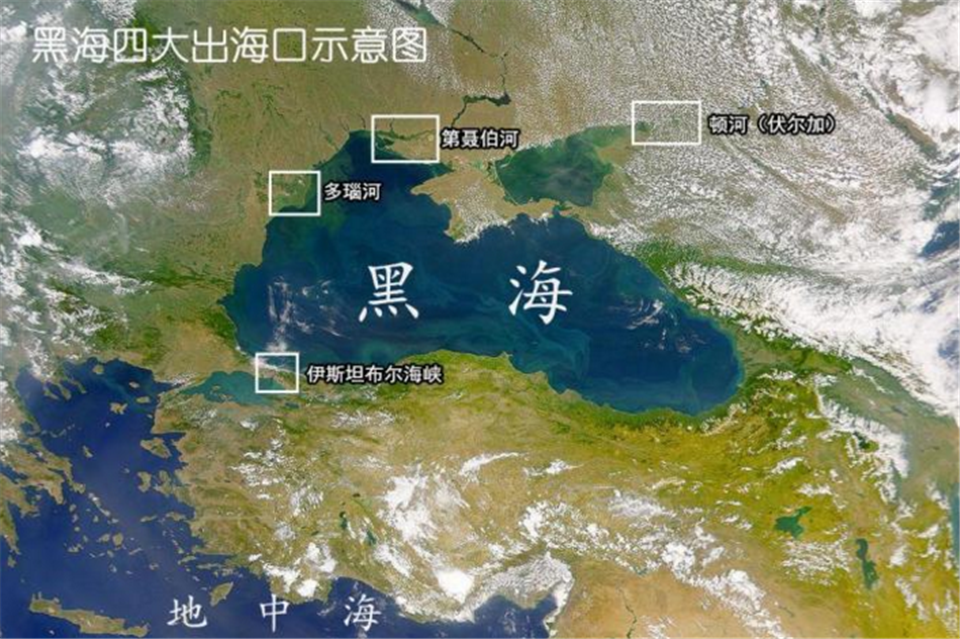 黑海四大出海口示意图
第聂伯河
顿河（伏尔加）
多瑙河
黑海
伊斯坦布尔海峡
地中海